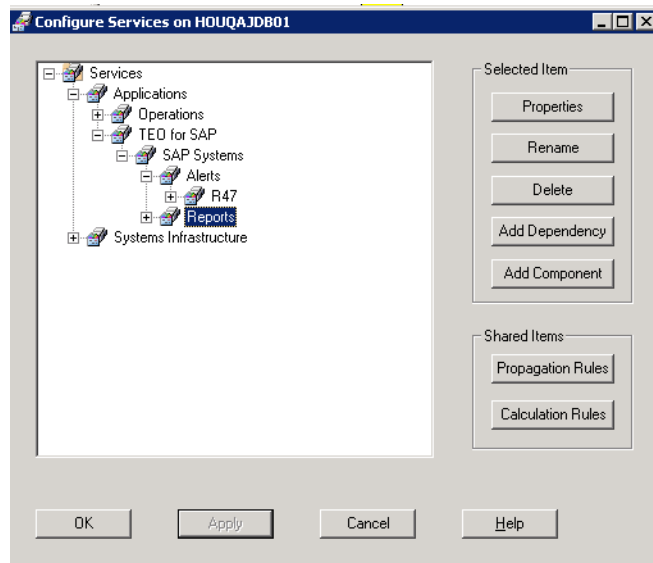 Configure Services on HOUQAJDB01
Services
Applications
Operations
TEO for SAP
SAP Systems
Alerts
R47
Reports
Systems Infrastructure
Selected Item
Properties
Rename
Delete
Add Dependency
Add Component
Shared Items
Propagation Rules
Calculation Rules
OK
Apply
Cancel
Help